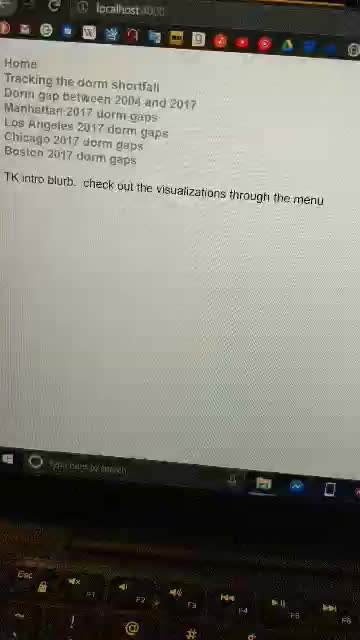 localhost:4000
Home
Tracking the dorm shortfall
Dorm gap between 2004 and 2017
Manhattan 2017 dorm gaps
Los Angeles 2017 dorm gaps
Chicago 2017 dorm gaps
Boston 2017 dorm gaps
TK intro blurb. check out the visualizations through the menu
Type here to search
Esc
F1
F2
F3
F4
F5
F6
~
!
@
#